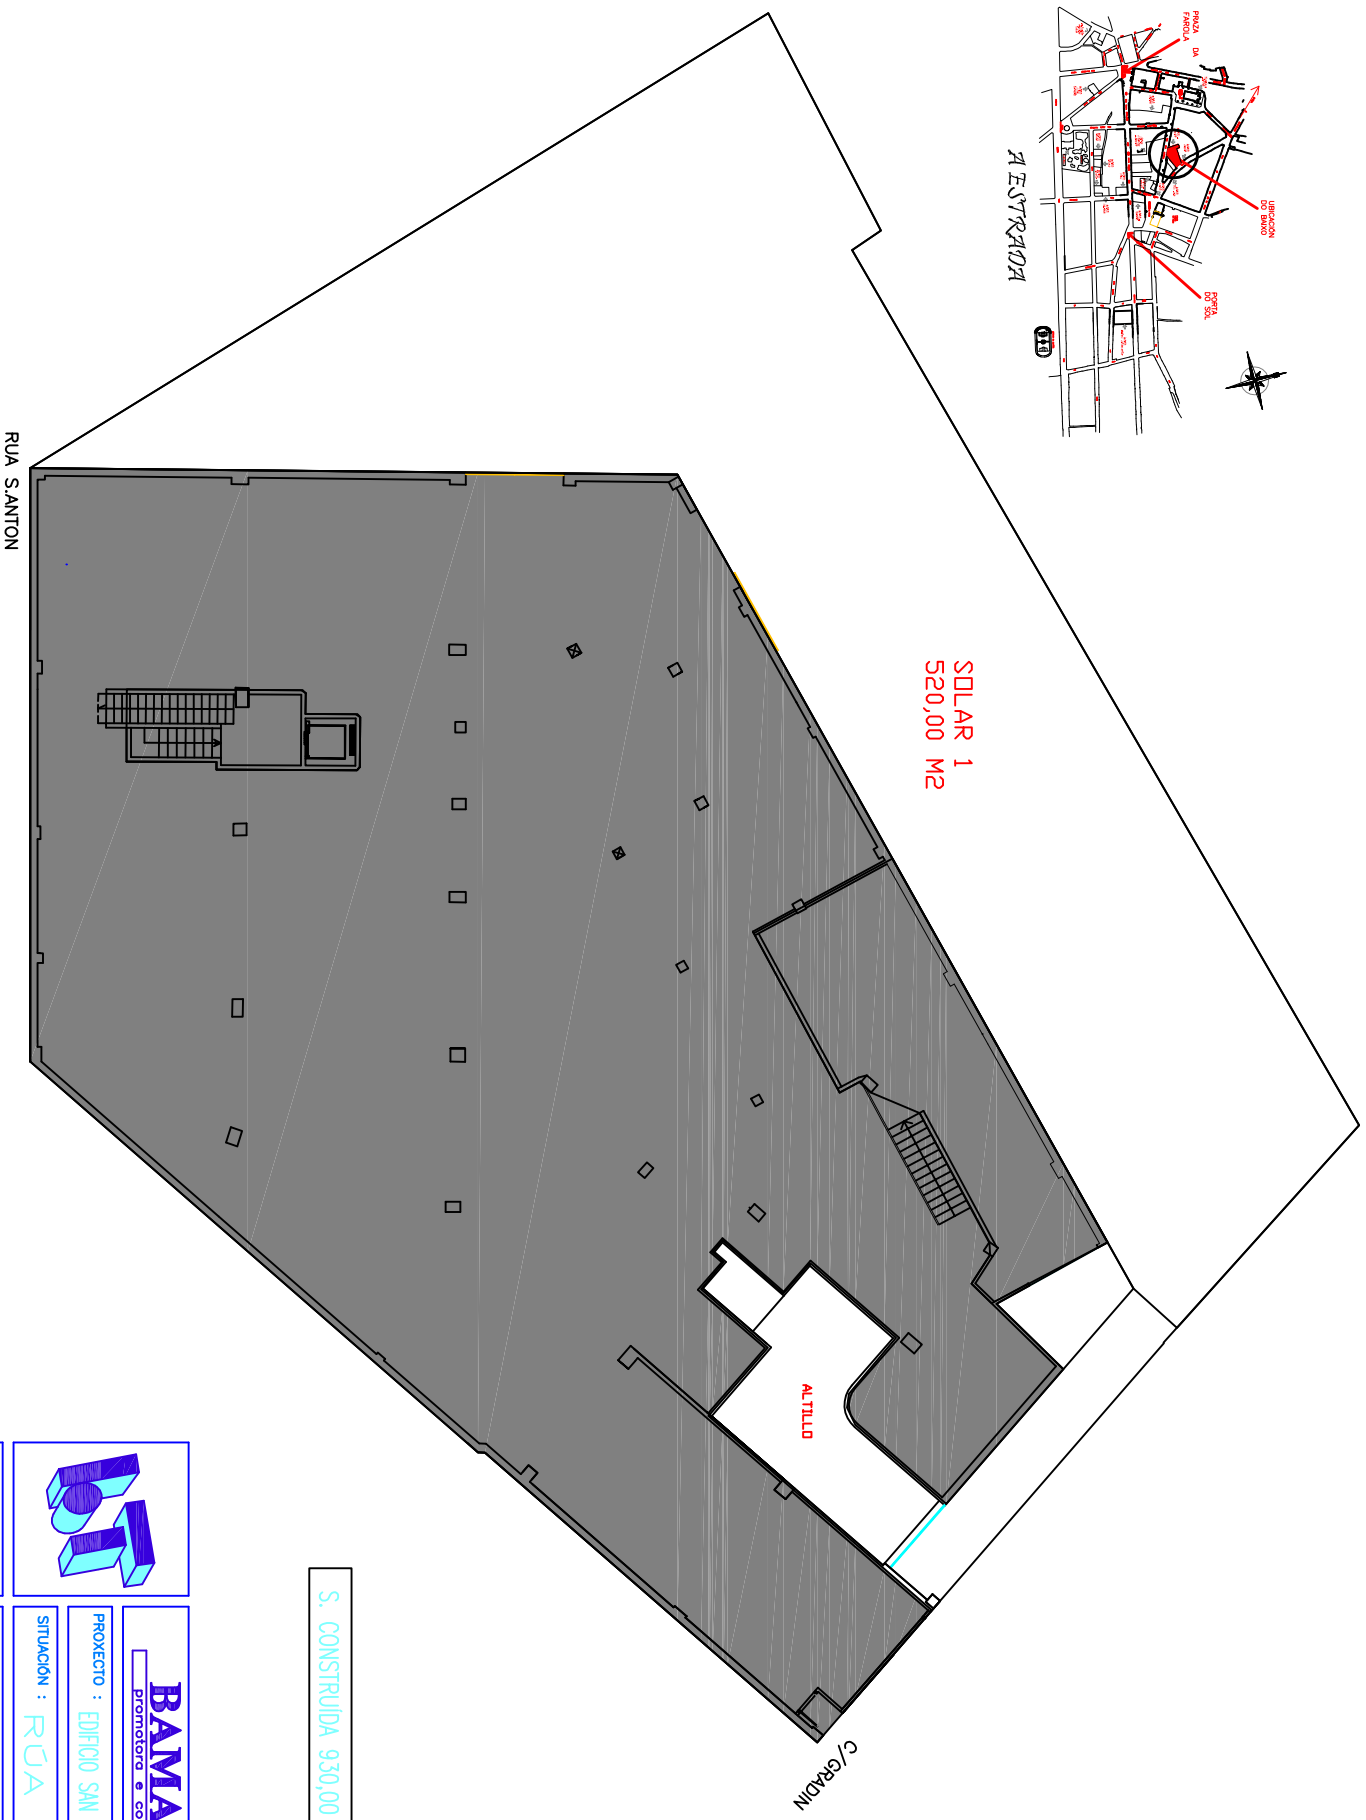 PRAZA DA
FAROLA
UBICACIÓN
DO BAIXO
PORTA
DO SOL
A ESTRADA
SOLAR 1
520,00 M2
RUA S.ANTON
ALTILLO
C/GRADIN
S. CONSTRUÍDA 930,00
BAMA
promotora e co
PROXECTO : EDIFICIO SAN
SITUACIÓN : RÚA